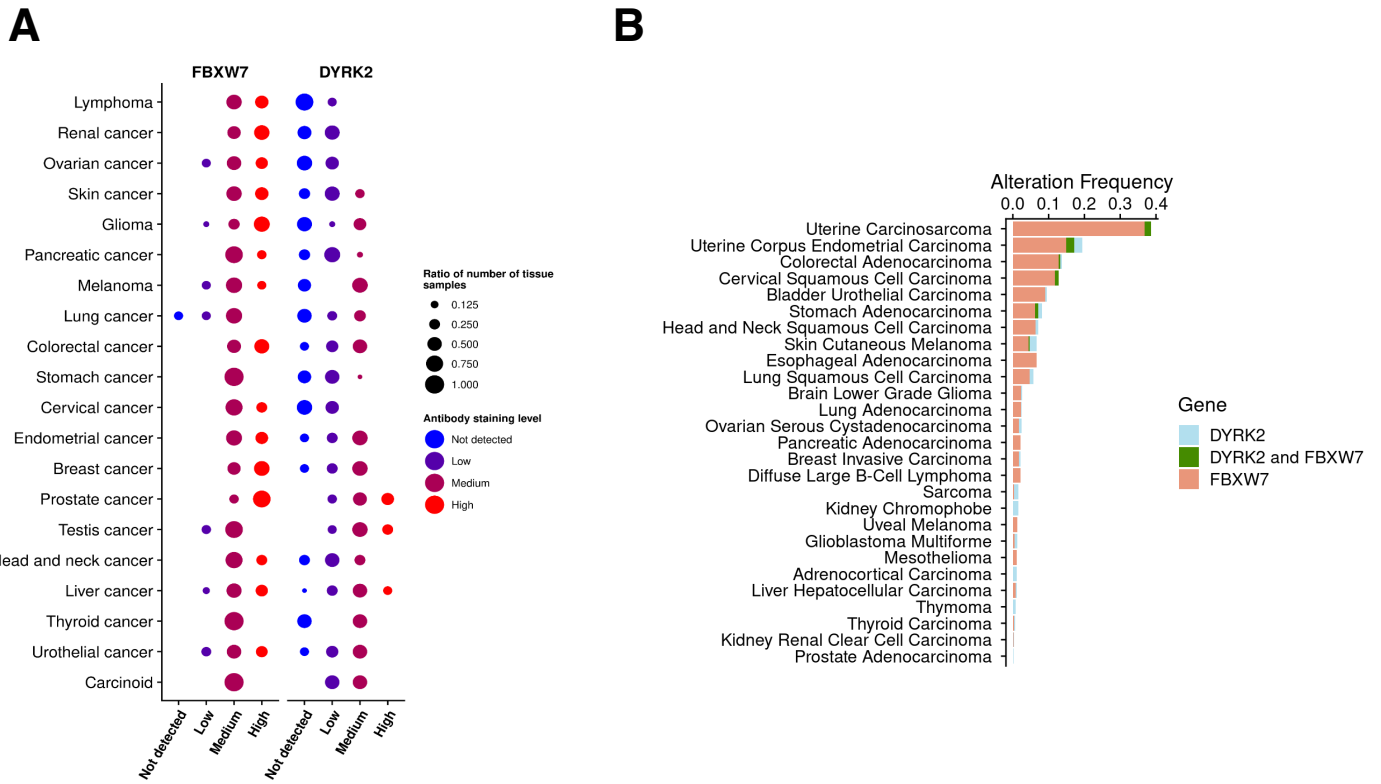 A
B
FBXW7
DYRK2
Lymphoma
Renal cancer
Ovarian cancer
Skin cancer
Glioma
Pancreatic cancer
Melanoma
Lung cancer
Colorectal cancer
Stomach cancer
Cervical cancer
Endometrial cancer
Breast cancer
Prostate cancer
Testis cancer
ead and neck cancer
Liver cancer
Thyroid cancer
Urothelial cancer
Carcinoid
Not detected
Low
Medium
High
Not detected
Low
Medium
High
Ratio of number of tissue
samples
0.125
0.250
0.500
0.750
1.000
Antibody staining level
Not detected
Low
Medium
High
Alteration Frequency
0.0 0.1 0.2 0.3 0.4
Uterine Carcinosarcoma
Uterine Corpus Endometrial Carcinoma
Colorectal Adenocarcinoma
Cervical Squamous Cell Carcinoma
Bladder Urothelial Carcinoma
Stomach Adenocarcinoma
Head and Neck Squamous Cell Carcinoma
Skin Cutaneous Melanoma
Esophageal Adenocarcinoma
Lung Squamous Cell Carcinoma
Brain Lower Grade Glioma
Lung Adenocarcinoma
Ovarian Serous Cystadenocarcinoma
Pancreatic Adenocarcinoma
Breast Invasive Carcinoma
Diffuse Large B-Cell Lymphoma
Sarcoma
Kidney Chromophobe
Uveal Melanoma
Glioblastoma Multiforme
Mesothelioma
Adrenocortical Carcinoma
Liver Hepatocellular Carcinoma
Thymoma
Thyroid Carcinoma
Kidney Renal Clear Cell Carcinoma
Prostate Adenocarcinoma
Gene
DYRK2
DYRK2 and FBXW7
FBXW7